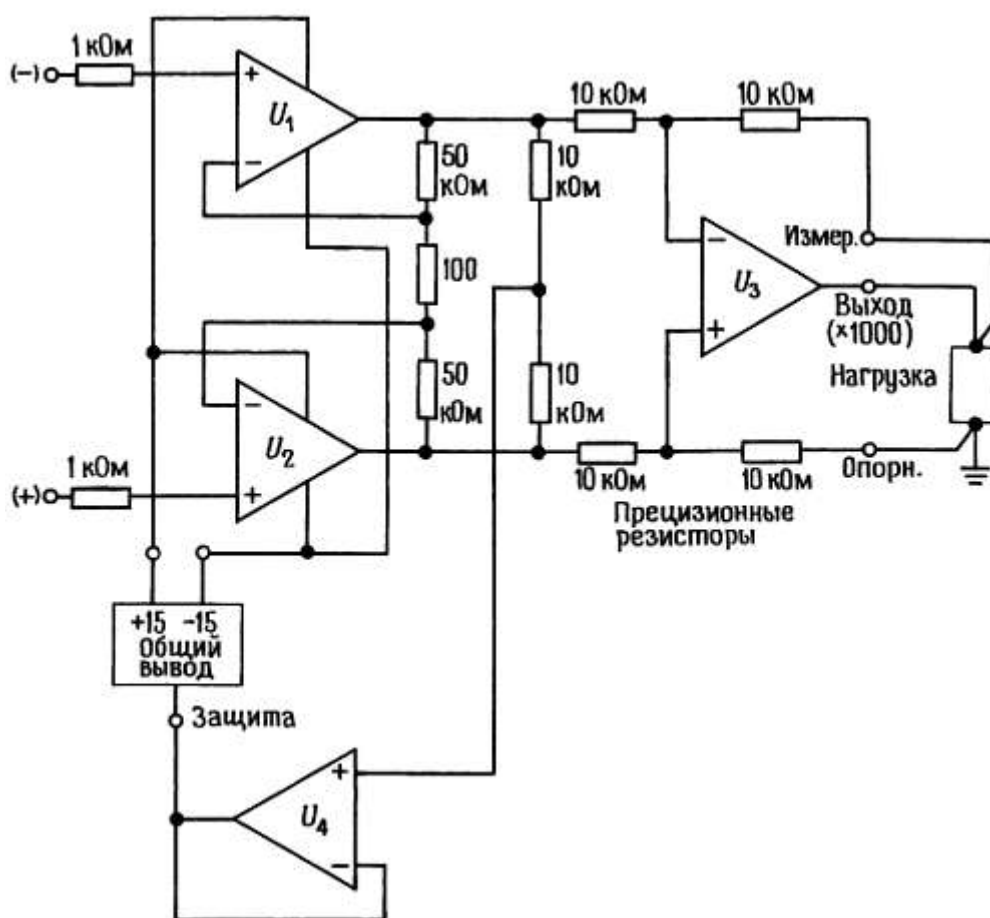 1 кОм
(−)
+
U1
−
50
кОм
100
50
кОм
10
кОм
10
кОм
10 кОм
10 кОм
−
U3
+
Измер.
Выход
(×1000)
Нагрузка
Опорн.
−
U2
+
1 кОм
(+)
10 кОм
10 кОм
Прецизионные
резисторы
+15 −15
Общий
вывод
Защита
+
U4
−